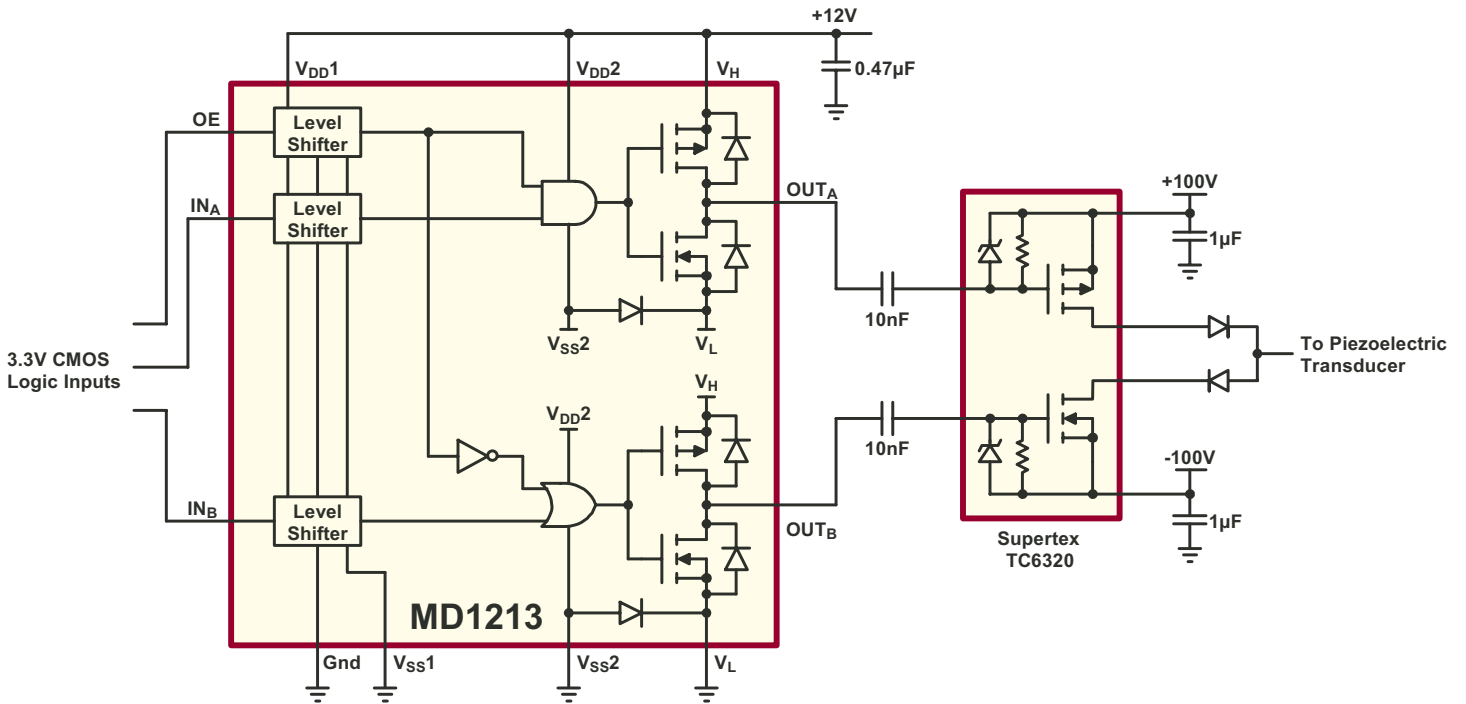 +12V
VDD1
VDD2
VH
0.47µF
OE
Level
Shifter
INA
Level
Shifter
OUTA
+100V
1µF
10nF
VSS2
VL
3.3V CMOS
Logic Inputs
To Piezoelectric
Transducer
VH
VDD2
10nF
-100V
1µF
INB
Level
Shifter
OUTB
Supertex
TC6320
MD1213
Gnd
VSS1
VSS2
VL